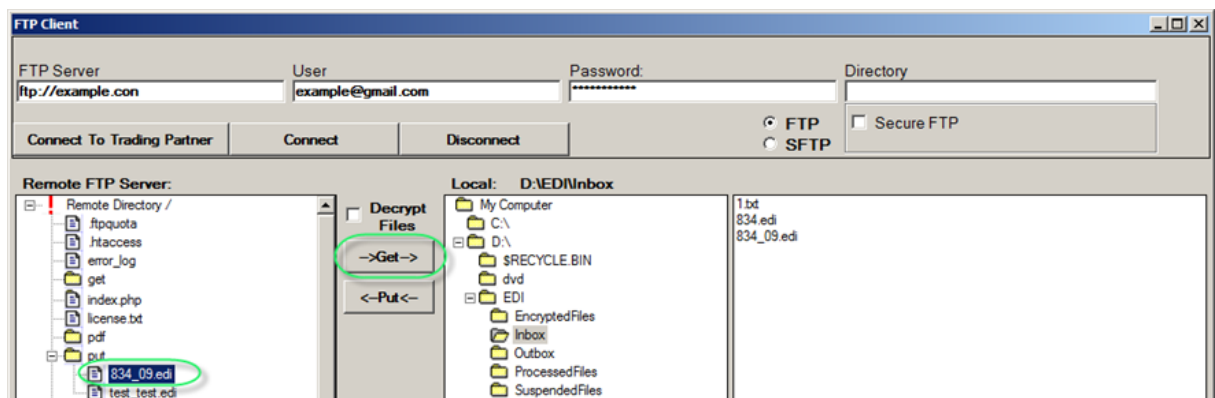 FTP Client
FTP Server User Password: Directory
ftp://example.con example@gmail.com ***********
Connect To Trading Partner Connect Disconnect FTP Secure FTP
SFTP
Remote FTP Server:
Remote Directory /
.ftpquota
.htaccess
error_log
get
index.php
license.txt
pdf
put
834_09.edi
test_test.edi
Decrypt
Files
-->Get-->
<--Put<--
Local: D:\EDI\Inbox
My Computer
C:\
D:\
$RECYCLE.BIN
dvd
EDI
EncryptedFiles
Inbox
Outbox
ProcessedFiles
SuspendedFiles
1.txt
834.edi
834_09.edi